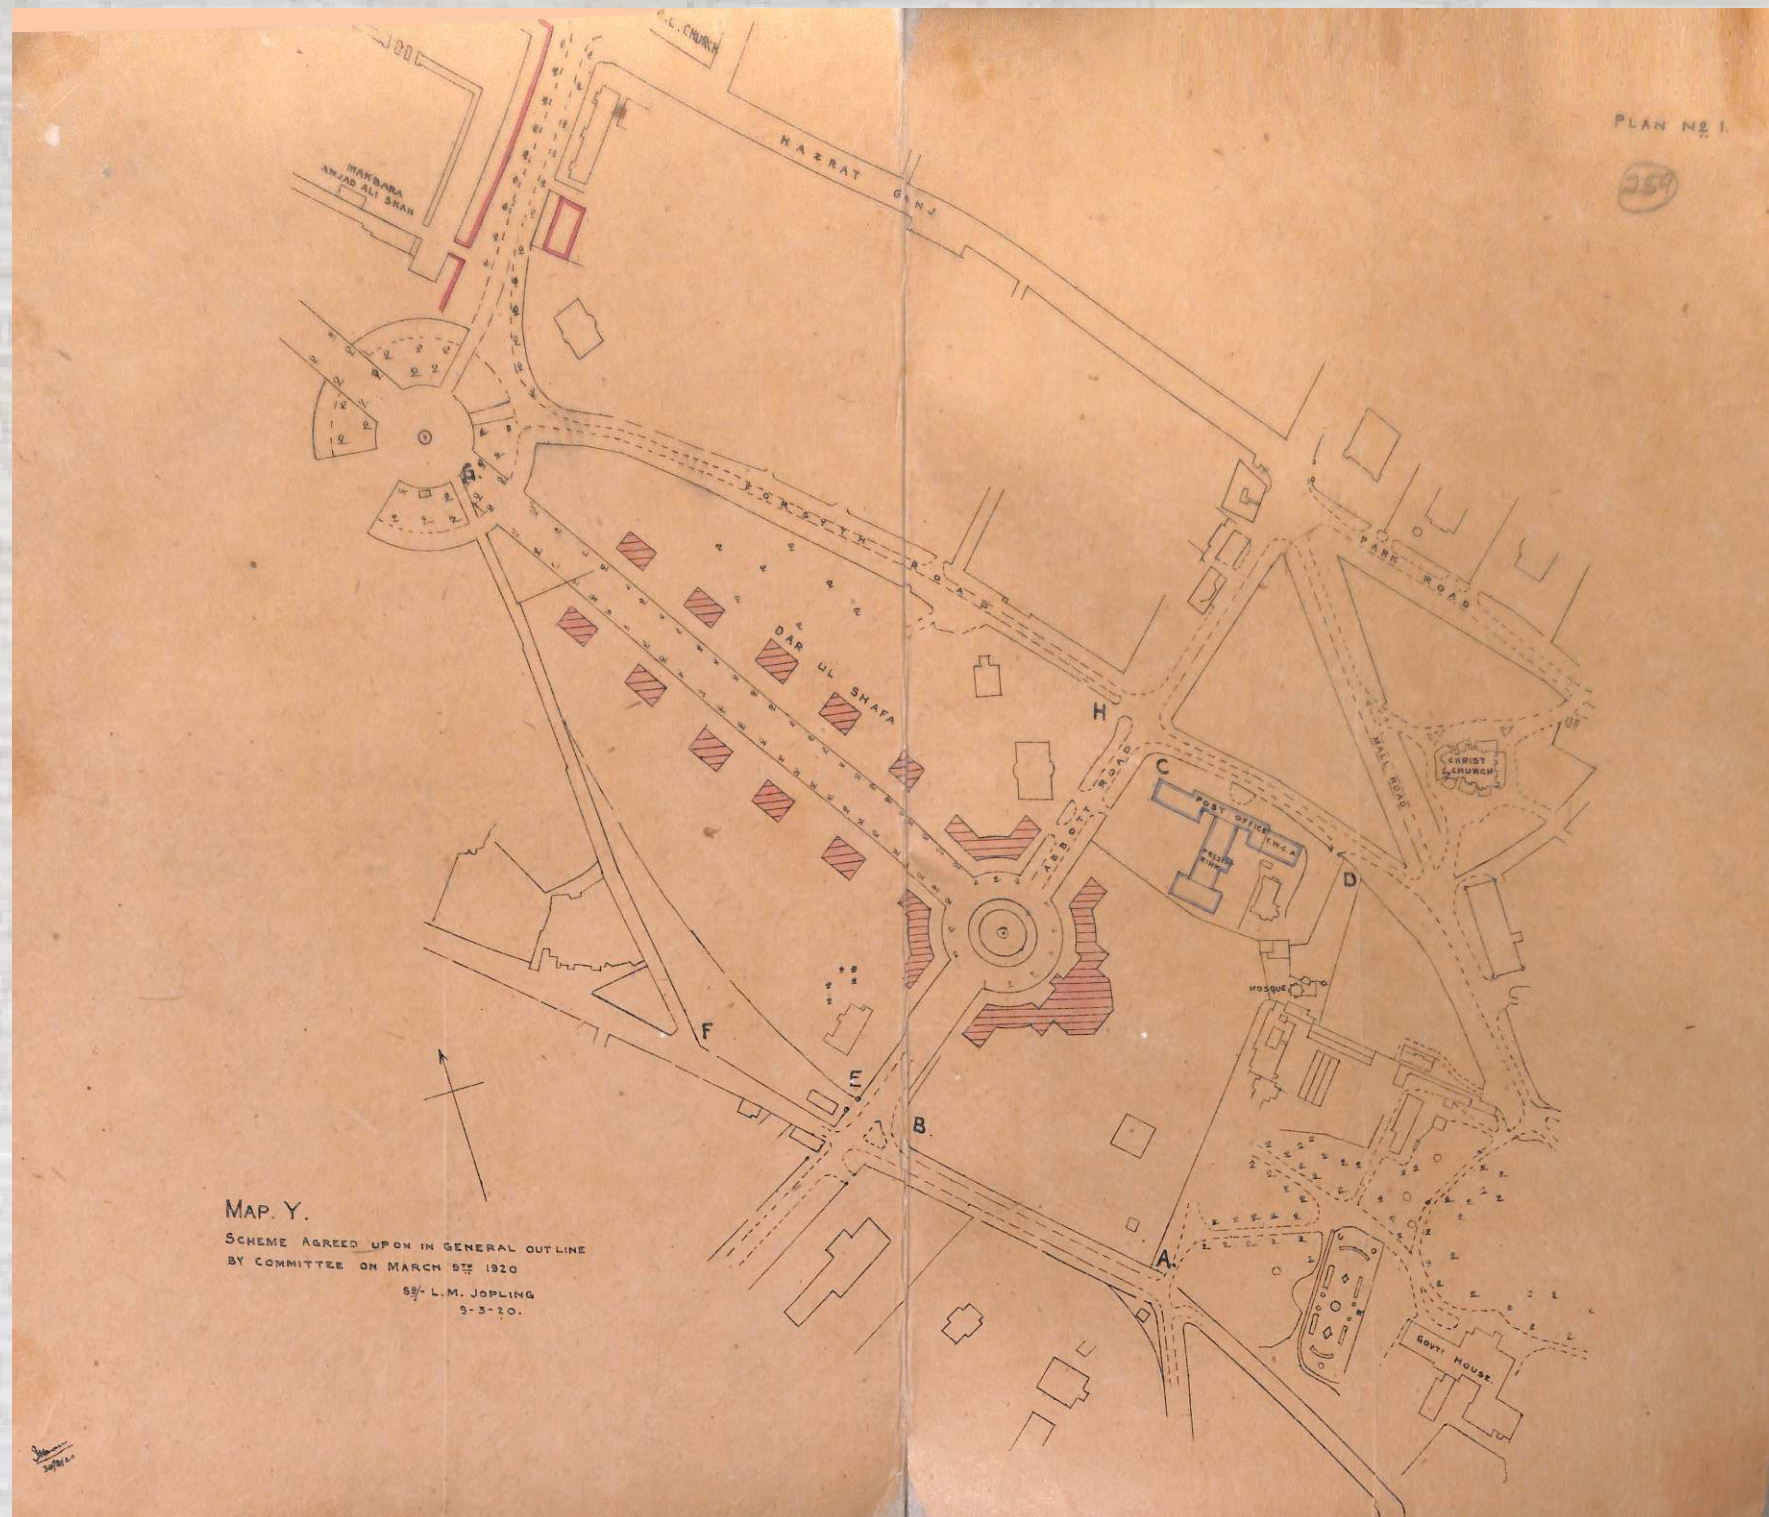 R.C. CHURCH
PLAN No 1.
259
HAZRAT GANJ
MAKBARA
AMJAD ALI SHAH
G.
FORSYTH ROAD
PARK ROAD
DAR UL SHAFA
H
MALL ROAD
CHRIST
CHURCH
ABBOTT ROAD
C
POST OFFICE
Y.W.C.A
D
MOSQUE
F
E
B.
A.
GOVT HOUSE.
MAP. Y.
SCHEME AGREED UPON IN GENERAL OUTLINE
BY COMMITTEE ON MARCH 9TH 1920
SD/- L.M. JOPLING
9-3-20.